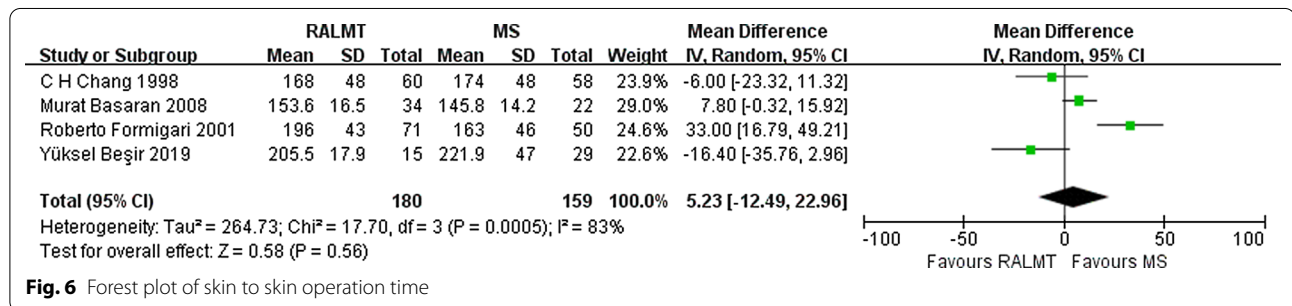 RALMT MS Mean Difference Mean Difference
Study or Subgroup Mean SD Total Mean SD Total Weight IV, Random, 95% CI IV, Random, 95% CI
C H Chang 1998 168 48 60 174 48 58 23.9% -6.00 [-23.32, 11.32]
Murat Basaran 2008 153.6 16.5 34 145.8 14.2 22 29.0% 7.80 [-0.32, 15.92]
Roberto Formigari 2001 196 43 71 163 46 50 24.6% 33.00 [16.79, 49.21]
Yüksel Beşir 2019 205.5 17.9 15 221.9 47 29 22.6% -16.40 [-35.76, 2.96]
Total (95% CI) 180 159 100.0% 5.23 [-12.49, 22.96]
Heterogeneity: Tau² = 264.73; Chi² = 17.70, df = 3 (P = 0.0005); I² = 83%
Test for overall effect: Z = 0.58 (P = 0.56)
-100 -50 0 50 100
Favours RALMT Favours MS
Fig. 6 Forest plot of skin to skin operation time